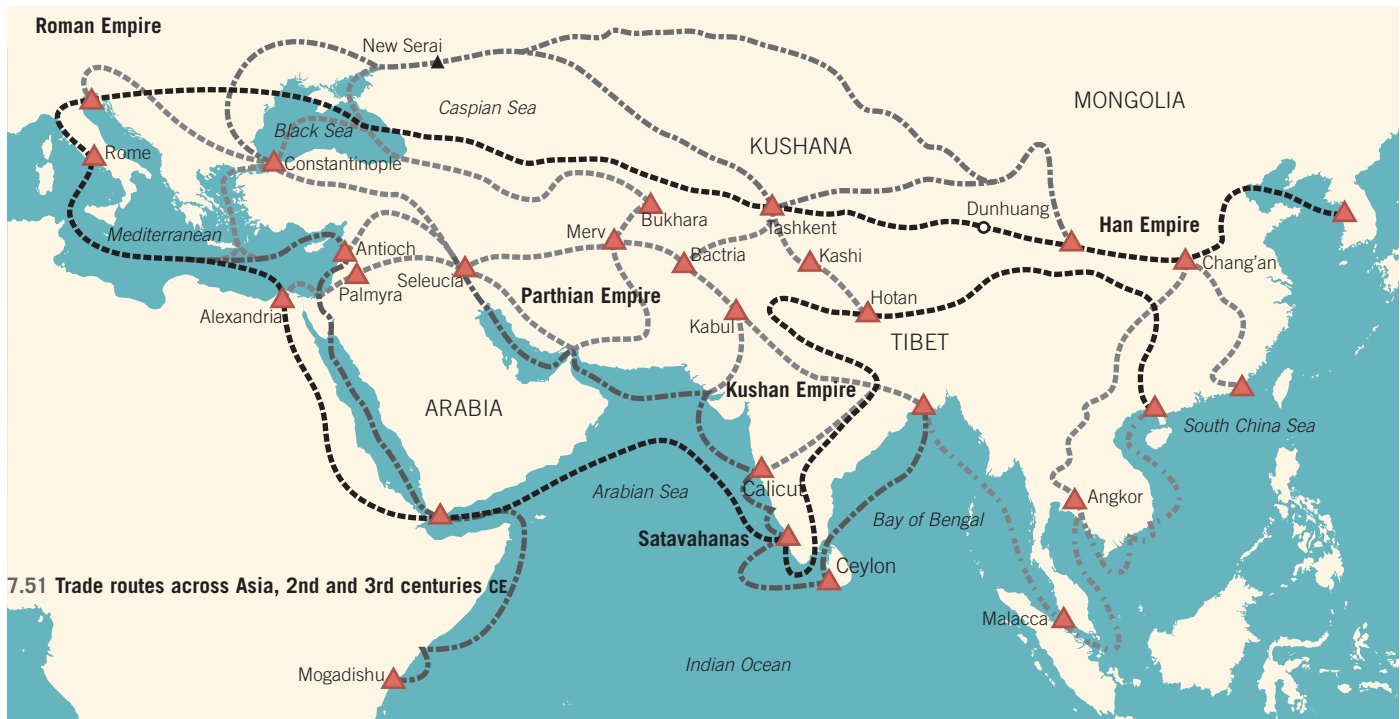 Roman Empire
New Serai
Caspian Sea
MONGOLIA
Black Sea
KUSHANA
Rome
Constantinople
Dunhuang
Bukhara
Tashkent
Han Empire
Mediterranean
Merv
Antioch
Bactria
Kashi
Chang’an
Seleucia
Palmyra
Parthian Empire
Hotan
Alexandria
Kabul
TIBET
Kushan Empire
ARABIA
South China Sea
Calicut
Arabian Sea
Angkor
Bay of Bengal
Satavahanas
Ceylon
7.51 Trade routes across Asia, 2nd and 3rd centuries CE
Malacca
Indian Ocean
Mogadishu